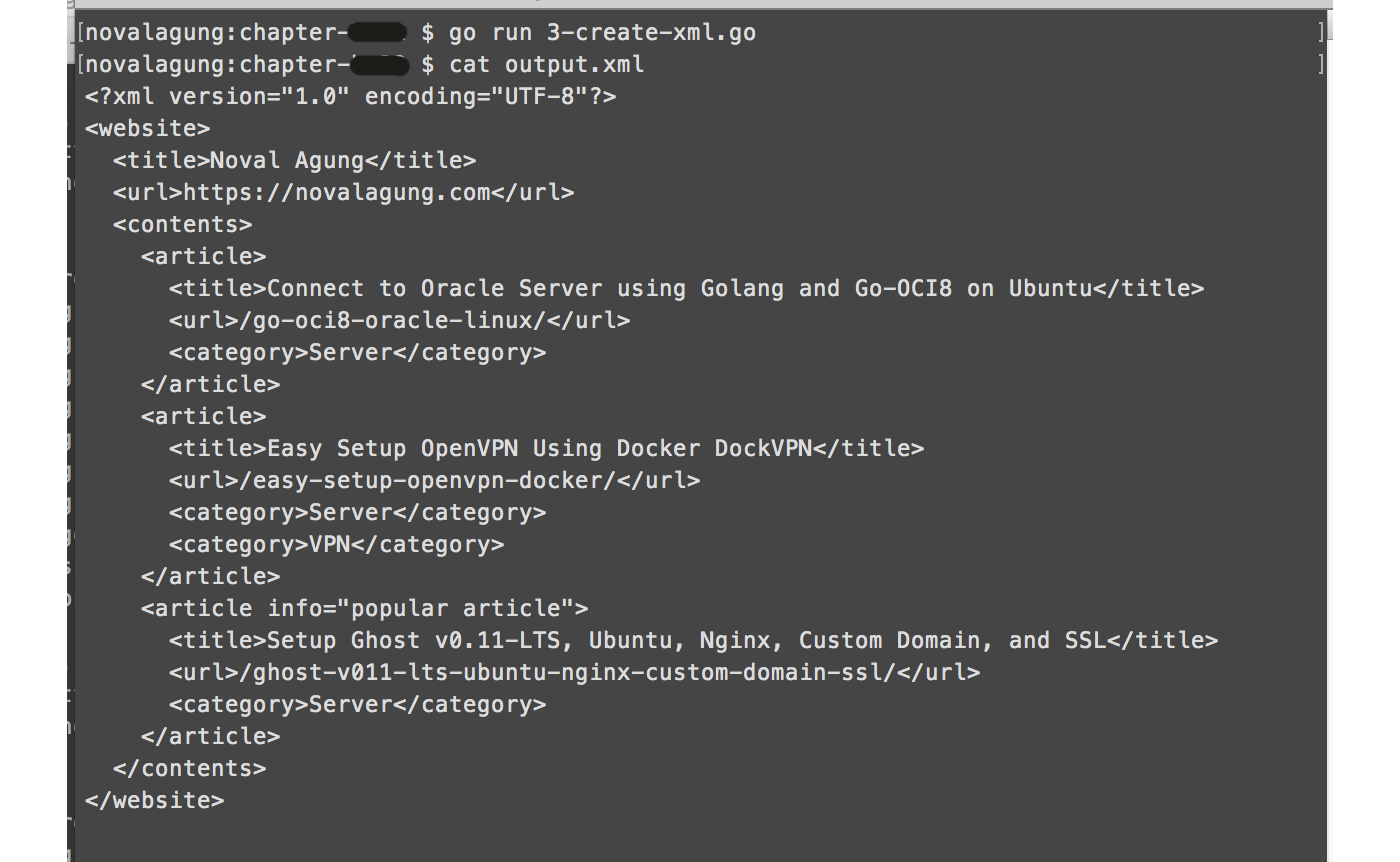 [novalagung:chapter- $ go run 3-create-xml.go ]
[novalagung:chapter- $ cat output.xml ]
<?xml version="1.0" encoding="UTF-8"?>
<website>
  <title>Noval Agung</title>
  <url>https://novalagung.com</url>
  <contents>
    <article>
      <title>Connect to Oracle Server using Golang and Go-OCI8 on Ubuntu</title>
      <url>/go-oci8-oracle-linux/</url>
      <category>Server</category>
    </article>
    <article>
      <title>Easy Setup OpenVPN Using Docker DockVPN</title>
      <url>/easy-setup-openvpn-docker/</url>
      <category>Server</category>
      <category>VPN</category>
    </article>
    <article info="popular article">
      <title>Setup Ghost v0.11-LTS, Ubuntu, Nginx, Custom Domain, and SSL</title>
      <url>/ghost-v011-lts-ubuntu-nginx-custom-domain-ssl/</url>
      <category>Server</category>
    </article>
  </contents>
</website>